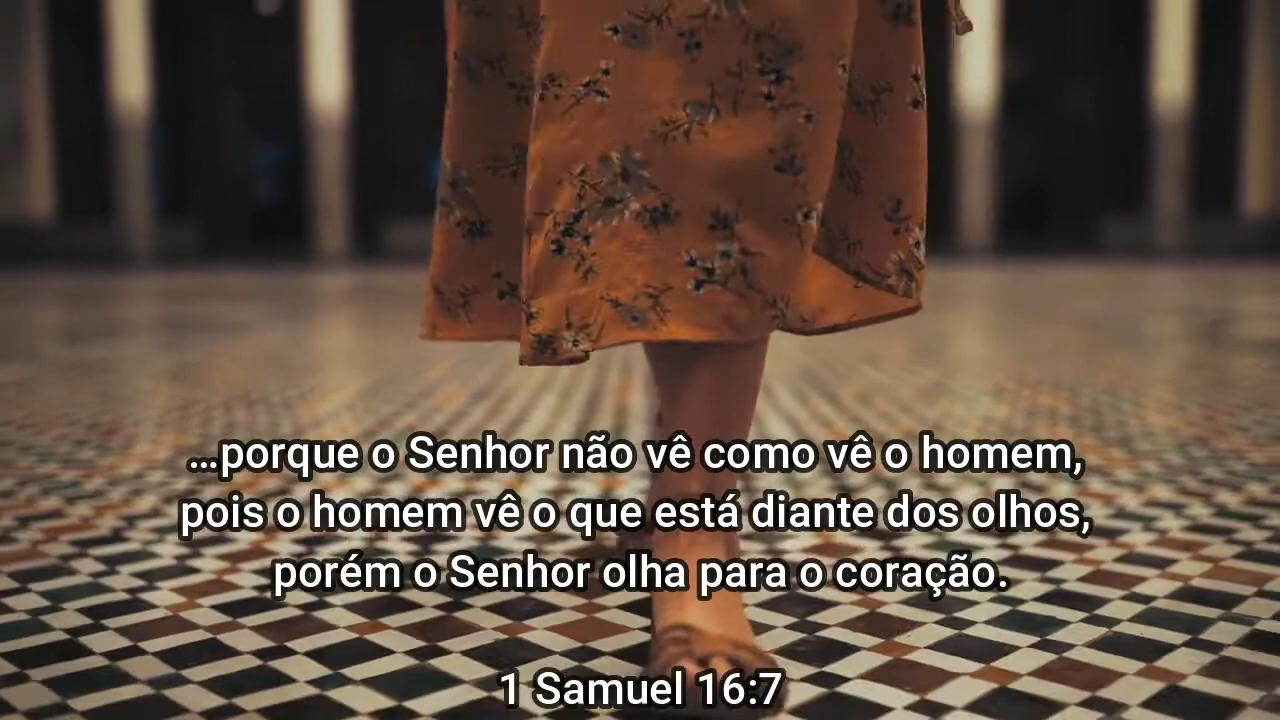 …porque o Senhor não vê como vê o homem,
pois o homem vê o que está diante dos olhos,
porém o Senhor olha para o coração.
1 Samuel 16:7